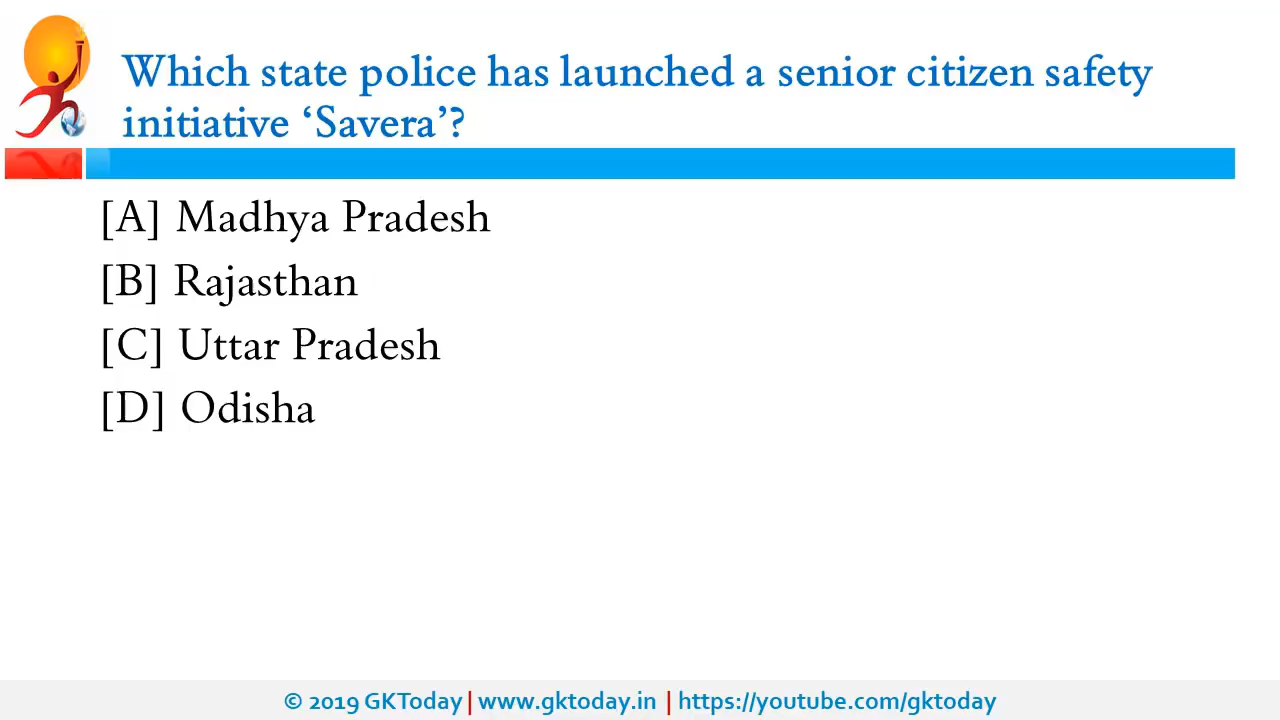 Which state police has launched a senior citizen safety
initiative ‘Savera’?
[A] Madhya Pradesh
[B] Rajasthan
[C] Uttar Pradesh
[D] Odisha
© 2019 GKToday | www.gktoday.in | https://youtube.com/gktoday